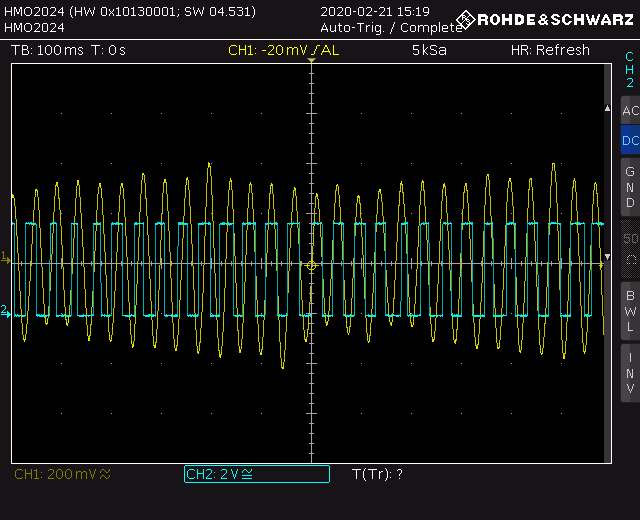 HMO2024 (HW 0x10130001; SW 04.531)
2020-02-21 15:19
ROHDE&SCHWARZ
HMO2024
Auto-Trig. / Complete
TB: 100 ms T: 0 s
CH1: -20 mV AL
5 kSa
HR: Refresh
CH2
AC
DC
GND
50 Ω
BWL
INV
1
2
CH1: 200 mV
CH2: 2 V
T(Tr): ?